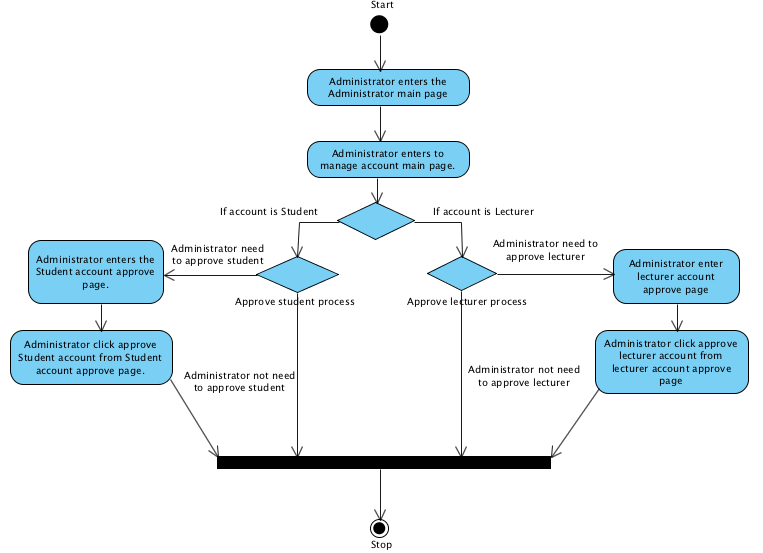 Start
Administrator enters the
Administrator main page
Administrator enters to
manage account main page.
If account is Student
If account is Lecturer
Administrator need
to approve student
Administrator need to
approve lecturer
Administrator enters the
Student account approve
page.
Administrator enter
lecturer account
approve page
Approve student process
Approve lecturer process
Administrator click approve
Student account from Student
account approve page.
Administrator click approve
lecturer account from
lecturer account approve
page
Administrator not need
to approve student
Administrator not need
to approve lecturer
Stop